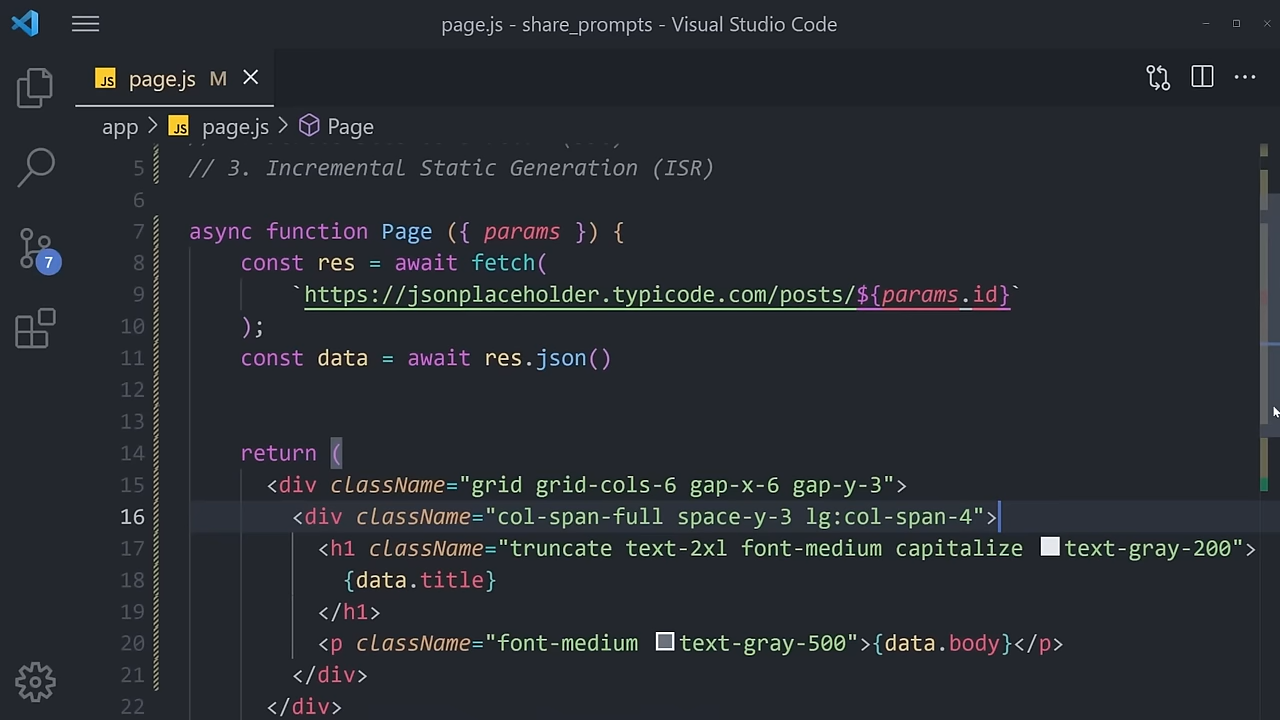 page.js - share_prompts - Visual Studio Code
JS page.js M
app > JS page.js > Page
5 // 3. Incremental Static Generation (ISR)
6
7 async function Page ({ params }) {
8 const res = await fetch(
9 `https://jsonplaceholder.typicode.com/posts/${params.id}`
10 );
11 const data = await res.json()
12
13
14 return (
15 <div className="grid grid-cols-6 gap-x-6 gap-y-3">
16 <div className="col-span-full space-y-3 lg:col-span-4">
17 <h1 className="truncate text-2xl font-medium capitalize text-gray-200">
18 {data.title}
19 </h1>
20 <p className="font-medium text-gray-500">{data.body}</p>
21 </div>
22 </div>
7